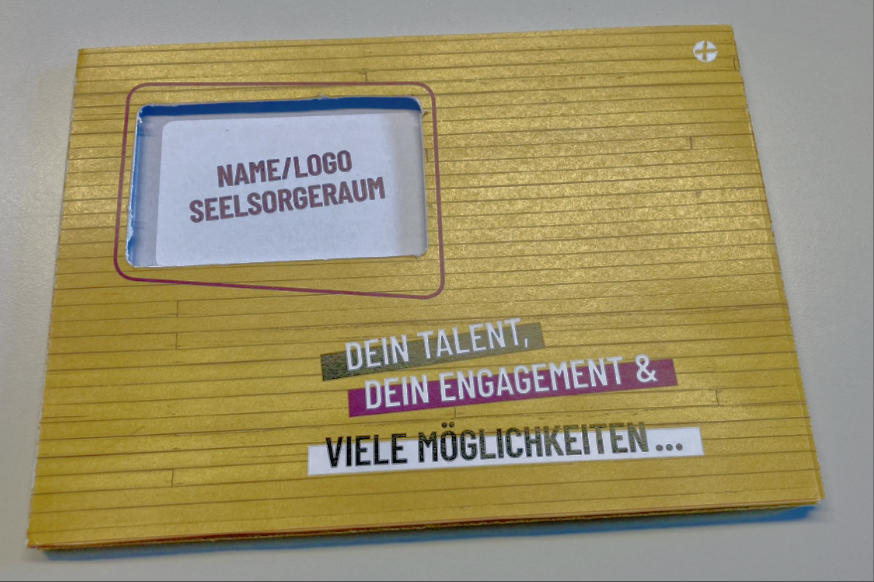 NAME/LOGO
SEELSORGERAUM
DEIN TALENT,
DEIN ENGAGEMENT &
VIELE MÖGLICHKEITEN ...